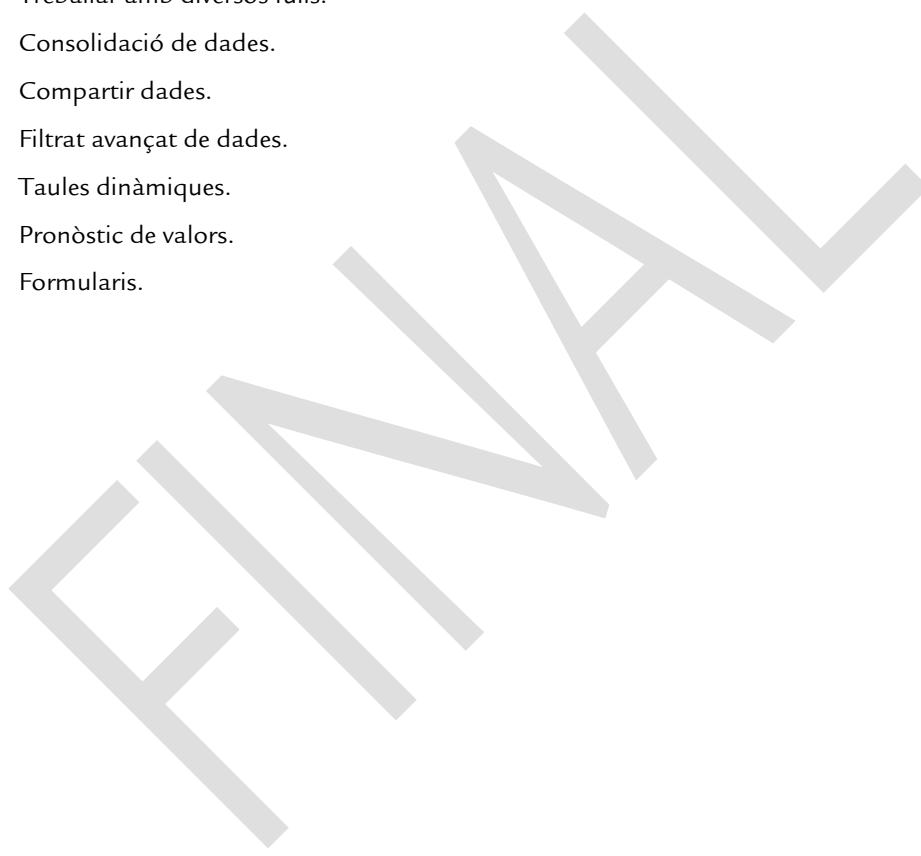 Treballar amb diversos fulls.
Consolidació de dades.
Compartir dades.
Filtrat avançat de dades.
Taules dinàmiques.
Pronòstic de valors.
Formularis.
FINAL